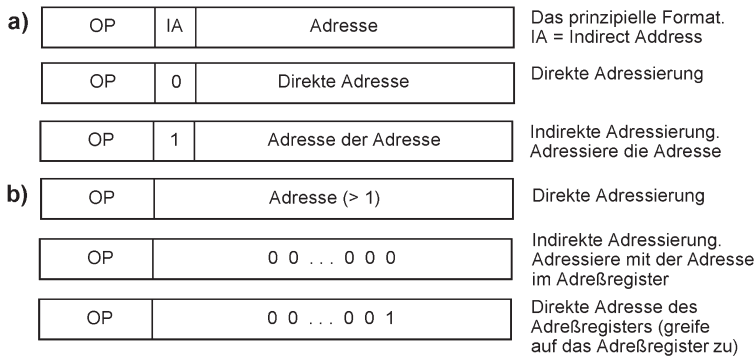 a)
OP IA Adresse
Das prinzipielle Format.
IA = Indirect Address
OP 0 Direkte Adresse
Direkte Adressierung
OP 1 Adresse der Adresse
Indirekte Adressierung.
Adressiere die Adresse
b)
OP Adresse (> 1)
Direkte Adressierung
OP 0 0 . . . 0 0 0
Indirekte Adressierung.
Adressiere mit der Adresse
im Adreßregister
OP 0 0 . . . 0 0 1
Direkte Adresse des
Adreßregisters (greife
auf das Adreßregister zu)